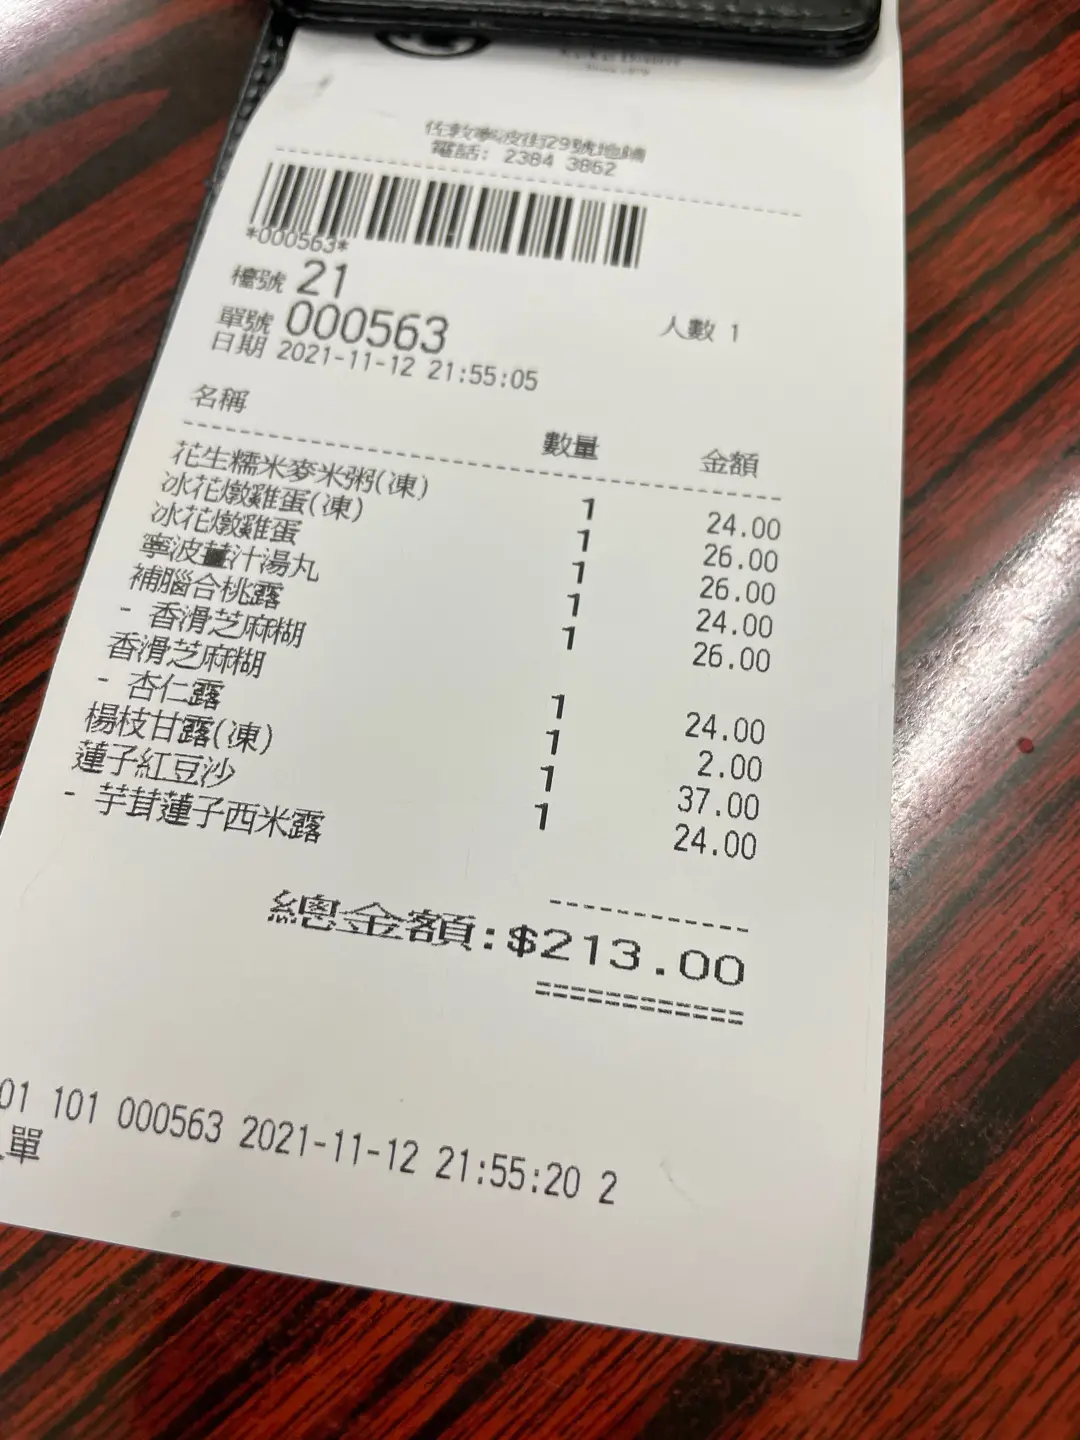 佐敦寧波街29號地舖
電話: 2384 3862
*000563*
檯號 21
單號 000563 人數 1
日期 2021-11-12 21:55:05
名稱 數量 金額
花生糯米麥米粥(凍) 1 24.00
冰花燉雞蛋(凍) 1 26.00
冰花燉雞蛋 1 26.00
寧波薑汁湯丸 1 24.00
補腦合桃露 1 26.00
- 香滑芝麻糊
香滑芝麻糊 1 24.00
- 杏仁露 1 2.00
楊枝甘露(凍) 1 37.00
蓮子紅豆沙 1 24.00
- 芋茸蓮子西米露
總金額:$213.00
01 101 000563 2021-11-12 21:55:20 2
單